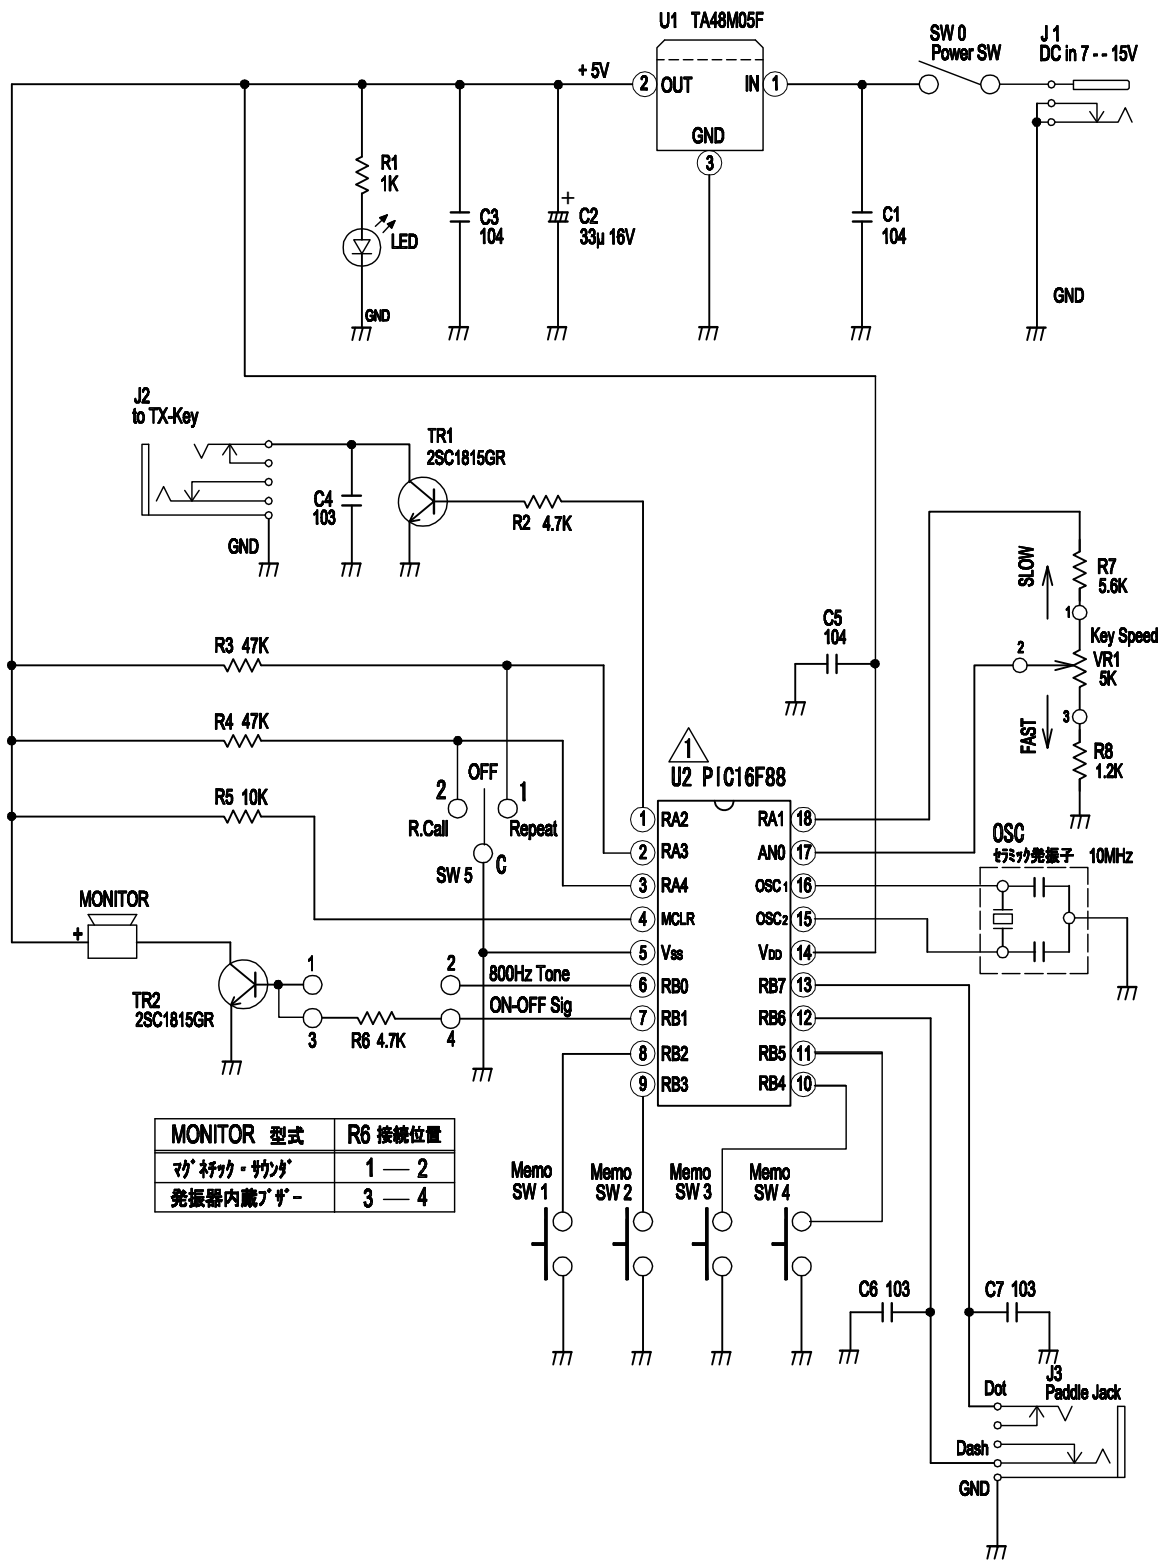 U1 TA48M05F
SW 0
Power SW
J 1
DC in 7 - - 15V
+ 5V
2
OUT
IN
1
GND
3
R1
1K
LED
GND
C3
104
+
C2
33μ 16V
C1
104
GND
J2
to TX-Key
GND
C4
103
TR1
2SC1815GR
R2 4.7K
SLOW
R7
5.6K
1
Key Speed
2
VR1
5K
3
FAST
R8
1.2K
C5
104
R3 47K
R4 47K
R5 10K
OFF
2
1
R.Call
Repeat
SW 5
C
1
U2 PIC16F88
1 RA2
RA1 18
2 RA3
AN0 17
3 RA4
OSC1 16
4 MCLR
OSC2 15
5 Vss
VDD 14
6 RB0
RB7 13
7 RB1
RB6 12
8 RB2
RB5 11
9 RB3
RB4 10
OSC
セラミック発振子 10MHz
MONITOR
+
TR2
2SC1815GR
1
2
800Hz Tone
ON-OFF Sig
3
R6 4.7K
4
MONITOR 型式 R6 接続位置
マグネチック・サウンダ 1 — 2
発振器内蔵ブザー 3 — 4
Memo
SW 1
Memo
SW 2
Memo
SW 3
Memo
SW 4
C6 103
C7 103
J3
Paddle Jack
Dot
Dash
GND